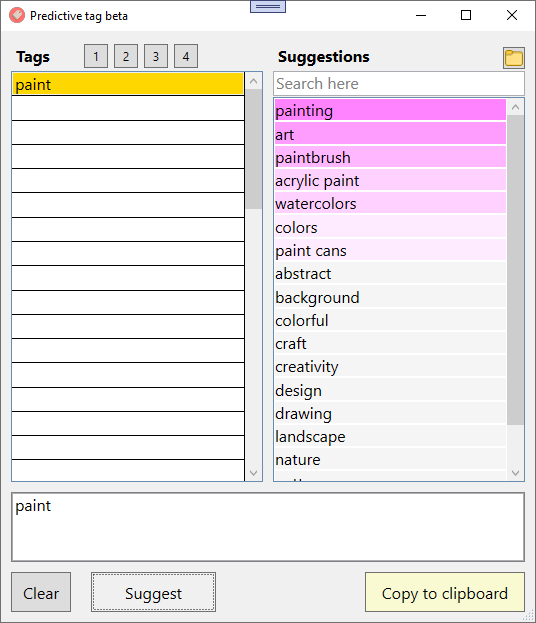 Predictive tag beta
Tags 1 2 3 4
Suggestions
paint
Search here
painting
art
paintbrush
acrylic paint
watercolors
colors
paint cans
abstract
background
colorful
craft
creativity
design
drawing
landscape
nature
paint
Clear
Suggest
Copy to clipboard